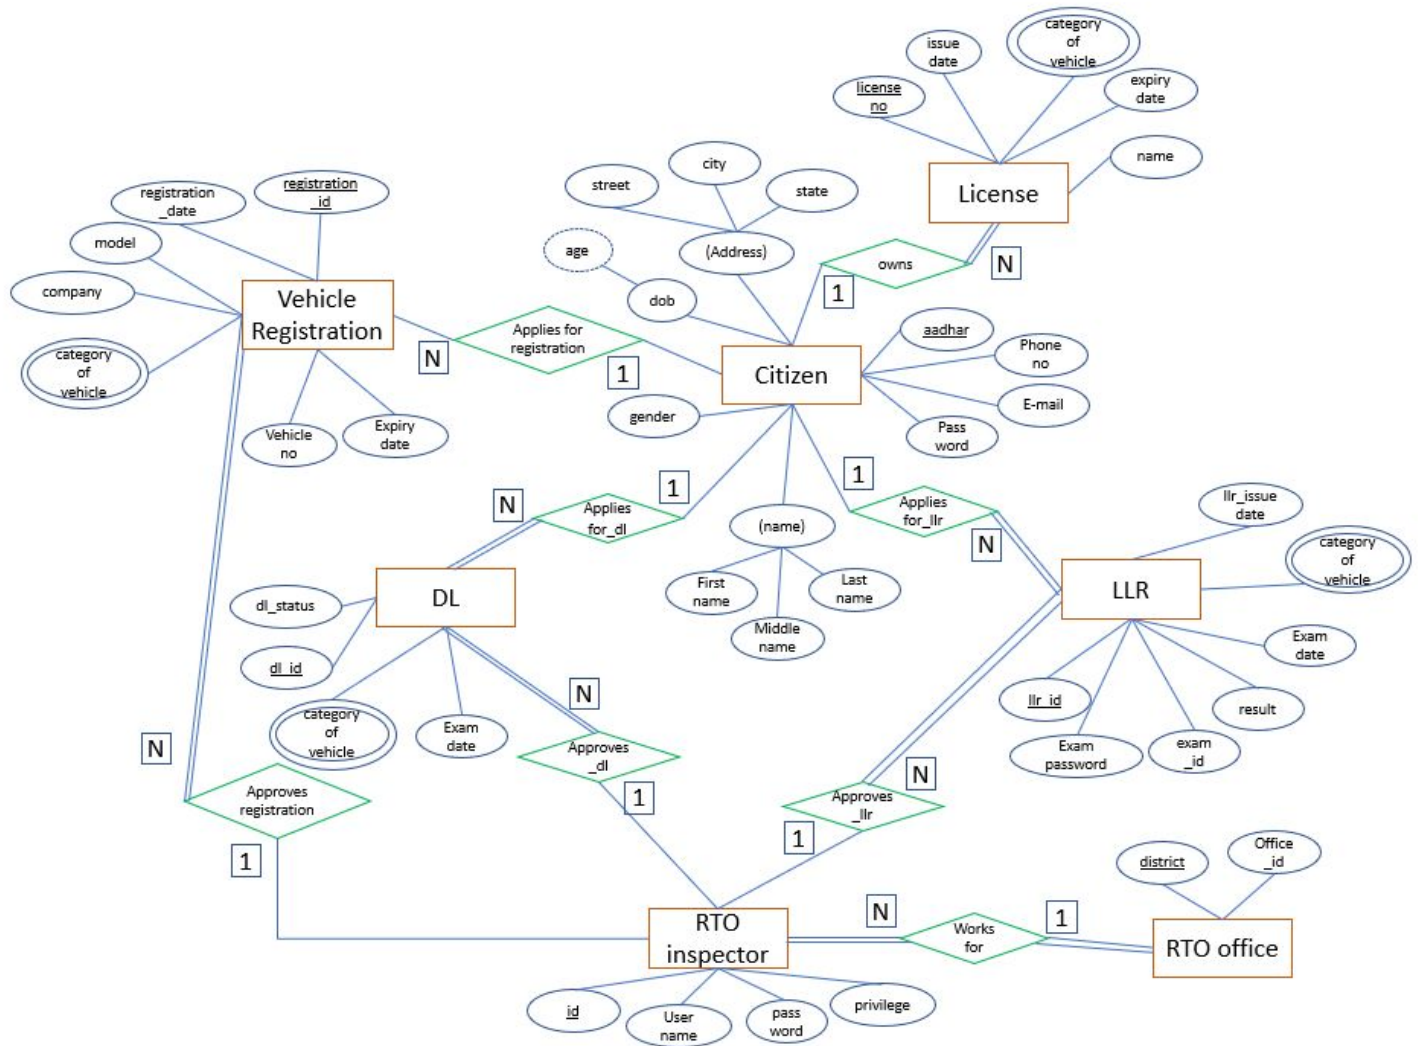 category
of
vehicle
issue
date
license
no
expiry
date
name
License
city
street
state
(Address)
age
dob
owns
N
1
registration
_id
registration
_date
model
company
Vehicle
Registration
category
of
vehicle
Vehicle
no
Expiry
date
Applies for
registration
N
1
Citizen
aadhar
Phone
no
E-mail
Pass
word
gender
N
1
Applies
for_dl
1
Applies
for_llr
N
(name)
First
name
Last
name
Middle
name
llr_issue
date
category
of
vehicle
LLR
Exam
date
result
llr_id
Exam
password
exam
_id
DL
dl_status
dl_id
category
of
vehicle
Exam
date
N
Approves
_dl
1
N
Approves
registration
1
N
Approves
_llr
1
district
Office
_id
RTO
inspector
N
Works
for
1
RTO office
id
User
name
pass
word
privilege